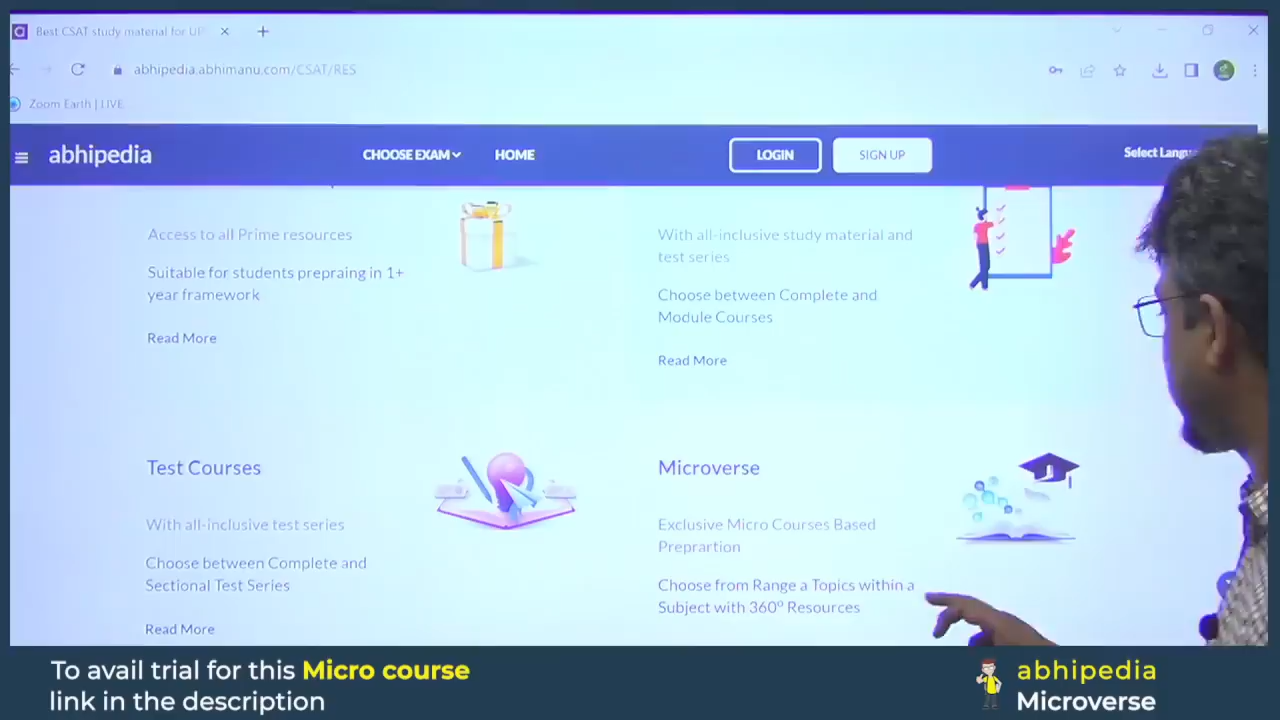 Best CSAT study material for UP
abhipedia.abhimanu.com/CSAT/RES
Zoom Earth | LIVE
abhipedia
CHOOSE EXAM
HOME
LOGIN
SIGN UP
Select
Access to all Prime resources
Suitable for students prepraing in 1+
year framework
Read More
With all-inclusive study material and
test series
Choose between Complete and
Module Courses
Read More
Test Courses
With all-inclusive test series
Choose between Complete and
Sectional Test Series
Read More
Microverse
Exclusive Micro Courses Based
Preprartion
Choose from Range a Topics within a
Subject with 360º Resources
To avail trial for this Micro course
link in the description
abhipedia
Microverse